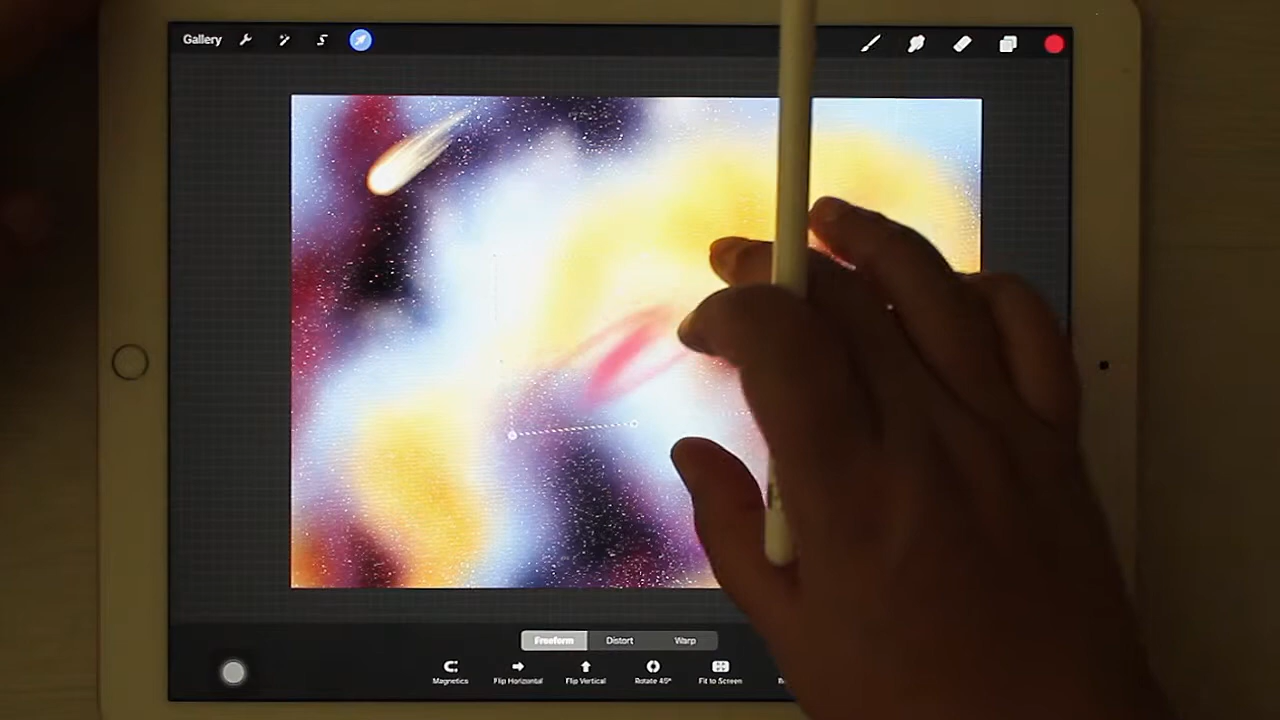 Gallery
Freeform Distort Warp
Magnetics Flip Horizontal Flip Vertical Rotate 45° Fit to Screen